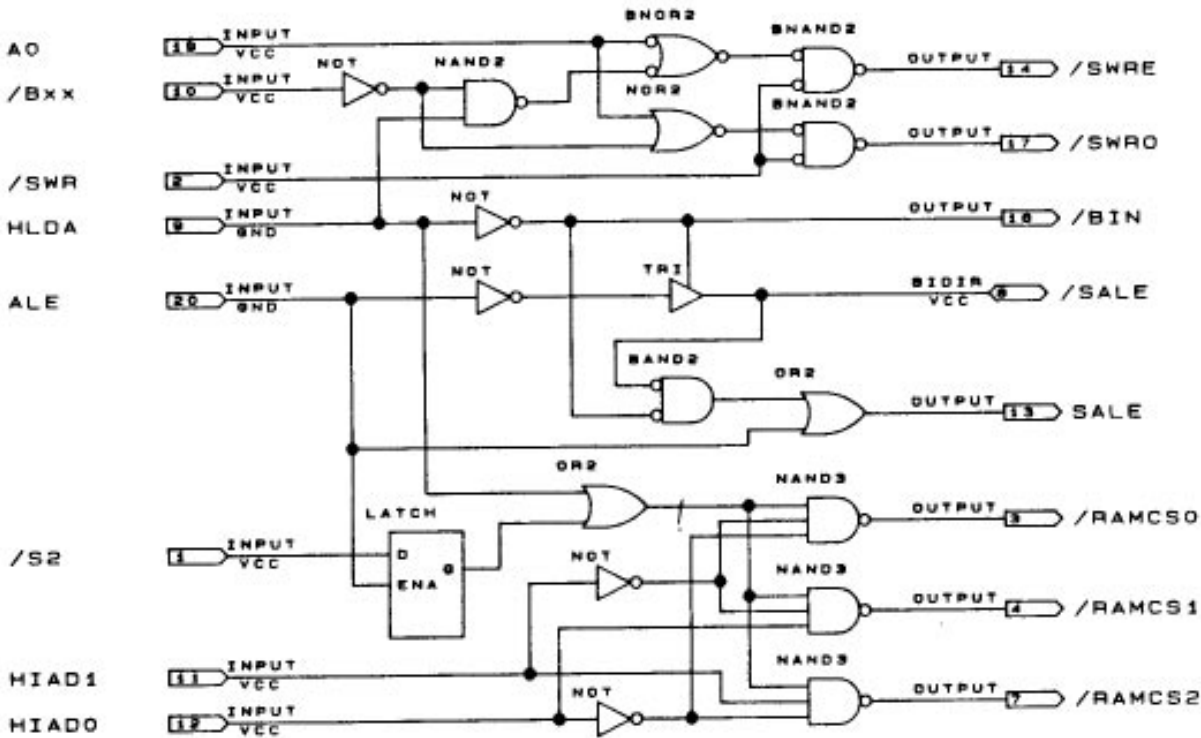 BNOR2
BNAND2
A0 19 INPUT VCC
OUTPUT 14 /SWRE
NOT NAND2
/Bxx 10 INPUT VCC
NOR2 BNAND2
OUTPUT 17 /SWRO
/SWR 2 INPUT VCC
NOT
HLDA 9 INPUT GND
OUTPUT 16 /BIN
NOT TRI
ALE 20 INPUT GND
BIDIR VCC 8 /SALE
BAND2 OR2
OUTPUT 13 SALE
OR2 NAND3
LATCH
OUTPUT 3 /RAMCS0
/S2 1 INPUT VCC
D Q
ENA
NOT NAND3
OUTPUT 4 /RAMCS1
NAND3
HIAD1 11 INPUT VCC
NOT
OUTPUT 7 /RAMCS2
HIAD0 12 INPUT VCC